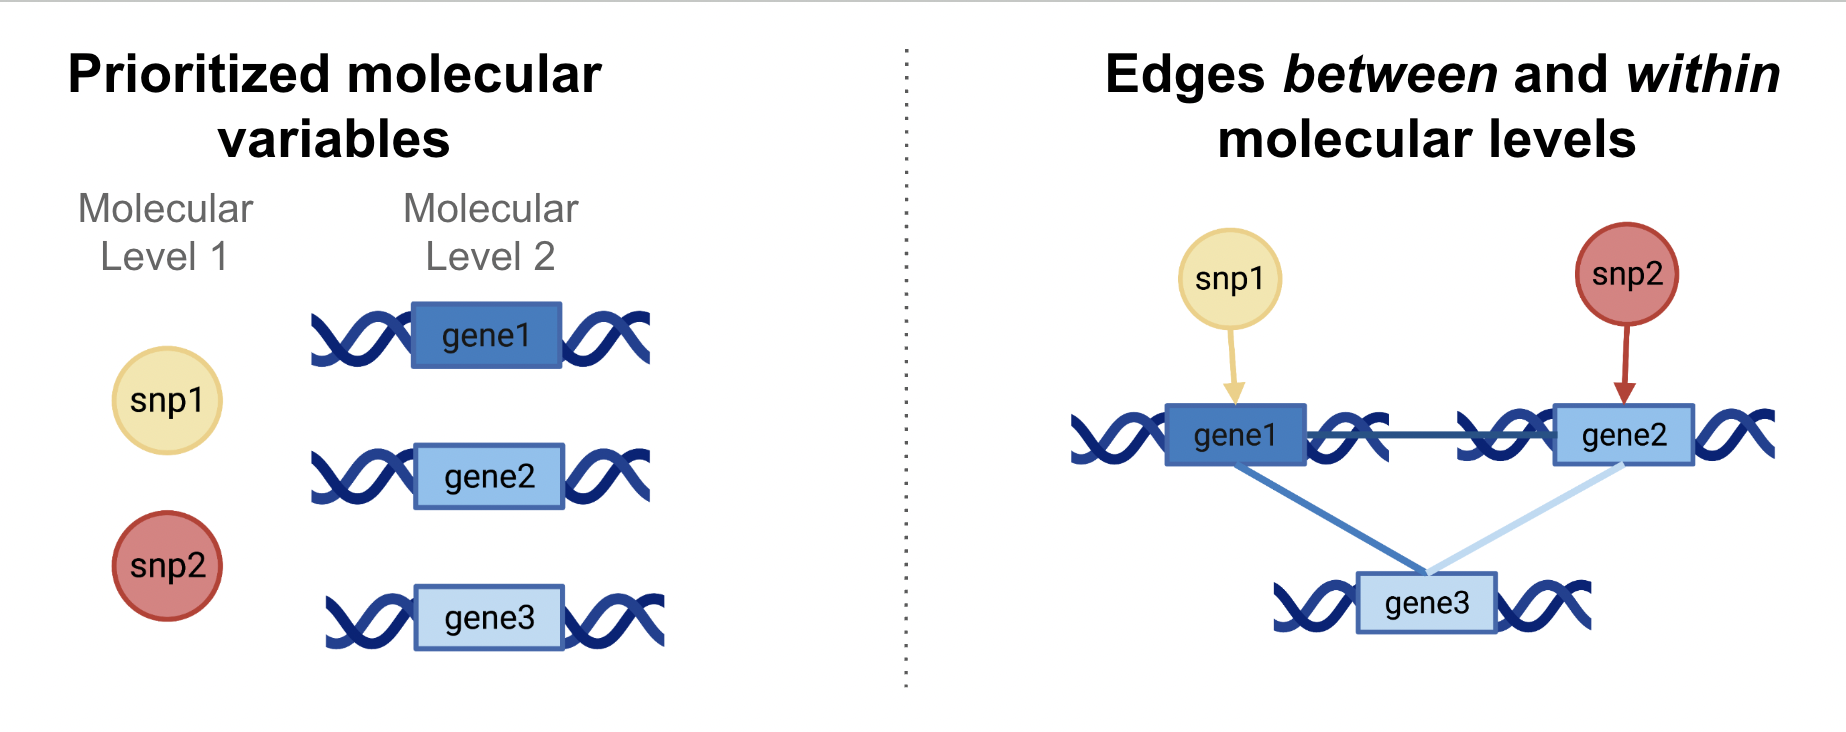 Prioritized molecular
variables
Molecular
Level 1
Molecular
Level 2
gene1
snp1
gene2
snp2
gene3
Edges between and within
molecular levels
snp1
snp2
gene1
gene2
gene3